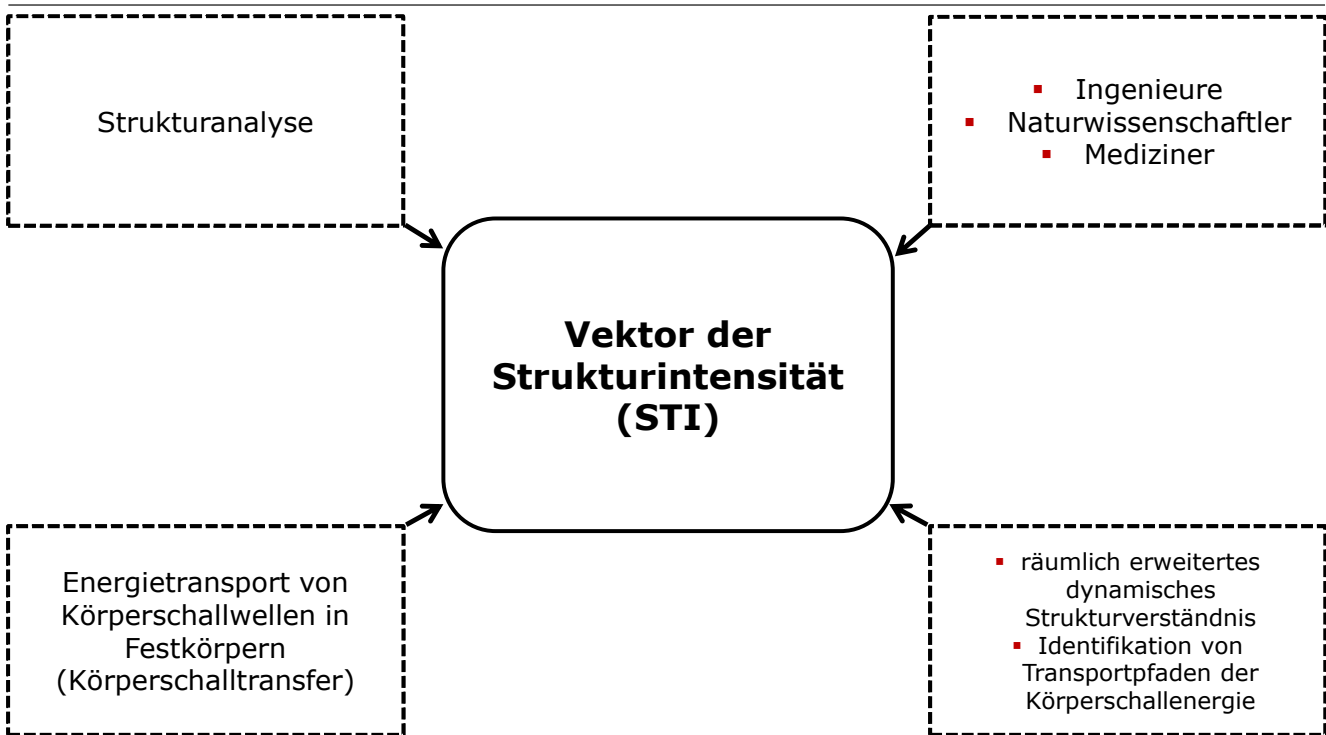 Strukturanalyse
▪ Ingenieure
▪ Naturwissenschaftler
▪ Mediziner
Vektor der
Strukturintensität
(STI)
Energietransport von
Körperschallwellen in
Festkörpern
(Körperschalltransfer)
▪ räumlich erweitertes
dynamisches
Strukturverständnis
▪ Identifikation von
Transportpfaden der
Körperschallenergie